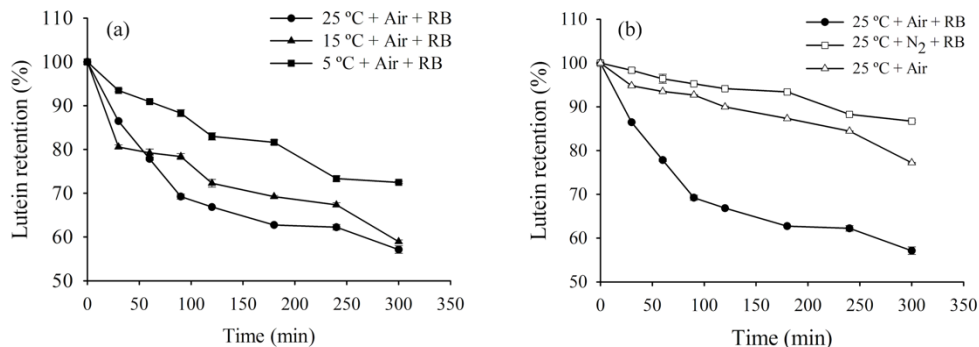 (a)
25 ºC + Air + RB
15 ºC + Air + RB
5 ºC + Air + RB
Lutein retention (%)
100
90
80
70
60
50
0 50 100 150 200 250 300 350
Time (min)
(b)
25 ºC + Air + RB
25 ºC + N₂ + RB
25 ºC + Air
Lutein retention (%)
100
90
80
70
60
50
0 50 100 150 200 250 300 350
Time (min)